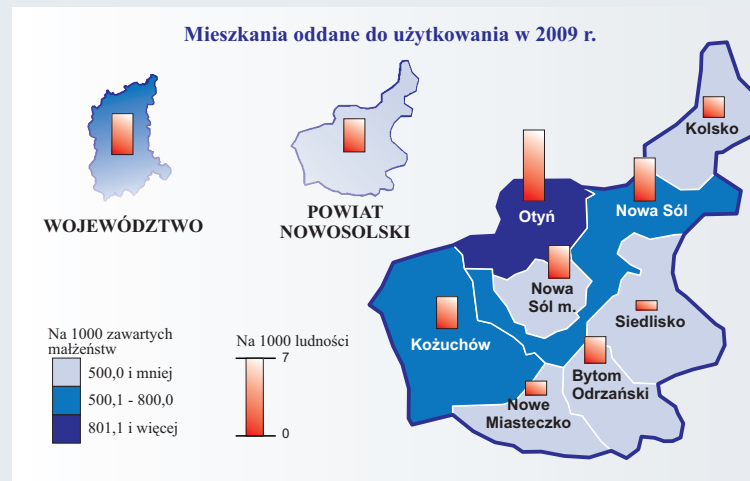 Mieszkania oddane do użytkowania w 2009 r.
WOJEWÓDZTWO
POWIAT
NOWOSOLSKI
Kolsko
Otyń
Nowa Sól
Nowa
Sól m.
Siedlisko
Kożuchów
Bytom
Odrzański
Nowe
Miasteczko
Na 1000 zawartych
małżeństw
500,0 i mniej
500,1 - 800,0
801,1 i więcej
Na 1000 ludności
7
0